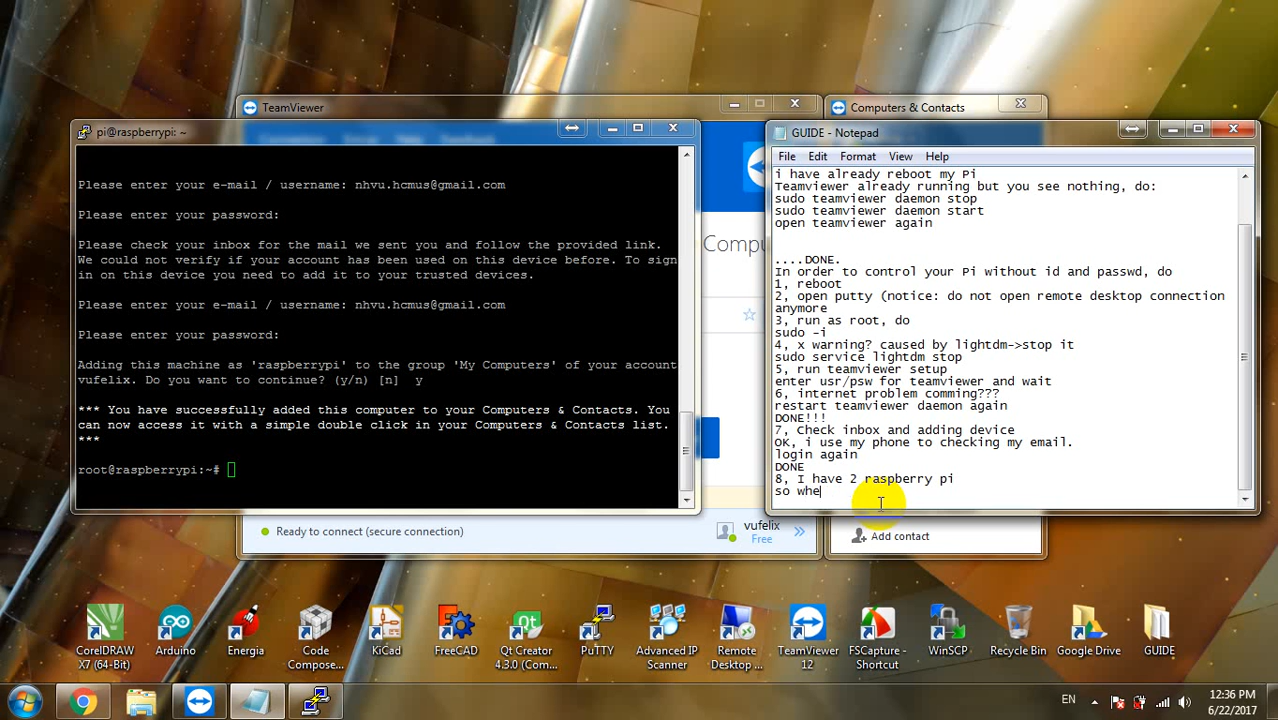 TeamViewer
Computers & Contacts
pi@raspberrypi: ~
Please enter your e-mail / username: nhvu.hcmus@gmail.com
Please enter your password:
Please check your inbox for the mail we sent you and follow the provided link.
We could not verify if your account has been used on this device before. To sign
in on this device you need to add it to your trusted devices.
Please enter your e-mail / username: nhvu.hcmus@gmail.com
Please enter your password:
Adding this machine as 'raspberrypi' to the group 'My Computers' of your account
vufelix. Do you want to continue? (y/n) [n]  y
*** You have successfully added this computer to your Computers & Contacts. You
can now access it with a simple double click in your Computers & Contacts list.
***
root@raspberrypi:~#
Compu
GUIDE - Notepad
File Edit Format View Help
i have already reboot my Pi
Teamviewer already running but you see nothing, do:
sudo teamviewer daemon stop
sudo teamviewer daemon start
open teamviewer again
....DONE.
In order to control your Pi without id and passwd, do
1, reboot
2, open putty (notice: do not open remote desktop connection
anymore
3, run as root, do
sudo -i
4, x warning? caused by lightdm->stop it
sudo service lightdm stop
5, run teamviewer setup
enter usr/psw for teamviewer and wait
6, internet problem comming???
restart teamviewer daemon again
DONE!!!
7, Check inbox and adding device
OK, i use my phone to checking my email.
login again
DONE
8, I have 2 raspberry pi
so whe
Ready to connect (secure connection)
vufelix
Free
Add contact
CorelDRAW
X7 (64-Bit)
Arduino
Energia
Code
Compose...
KiCad
FreeCAD
Qt Creator
4.3.0 (Com...
PuTTY
Advanced IP
Scanner
Remote
Desktop ...
TeamViewer
12
FSCapture -
Shortcut
WinSCP
Recycle Bin
Google Drive
GUIDE
EN
12:36 PM
6/22/2017